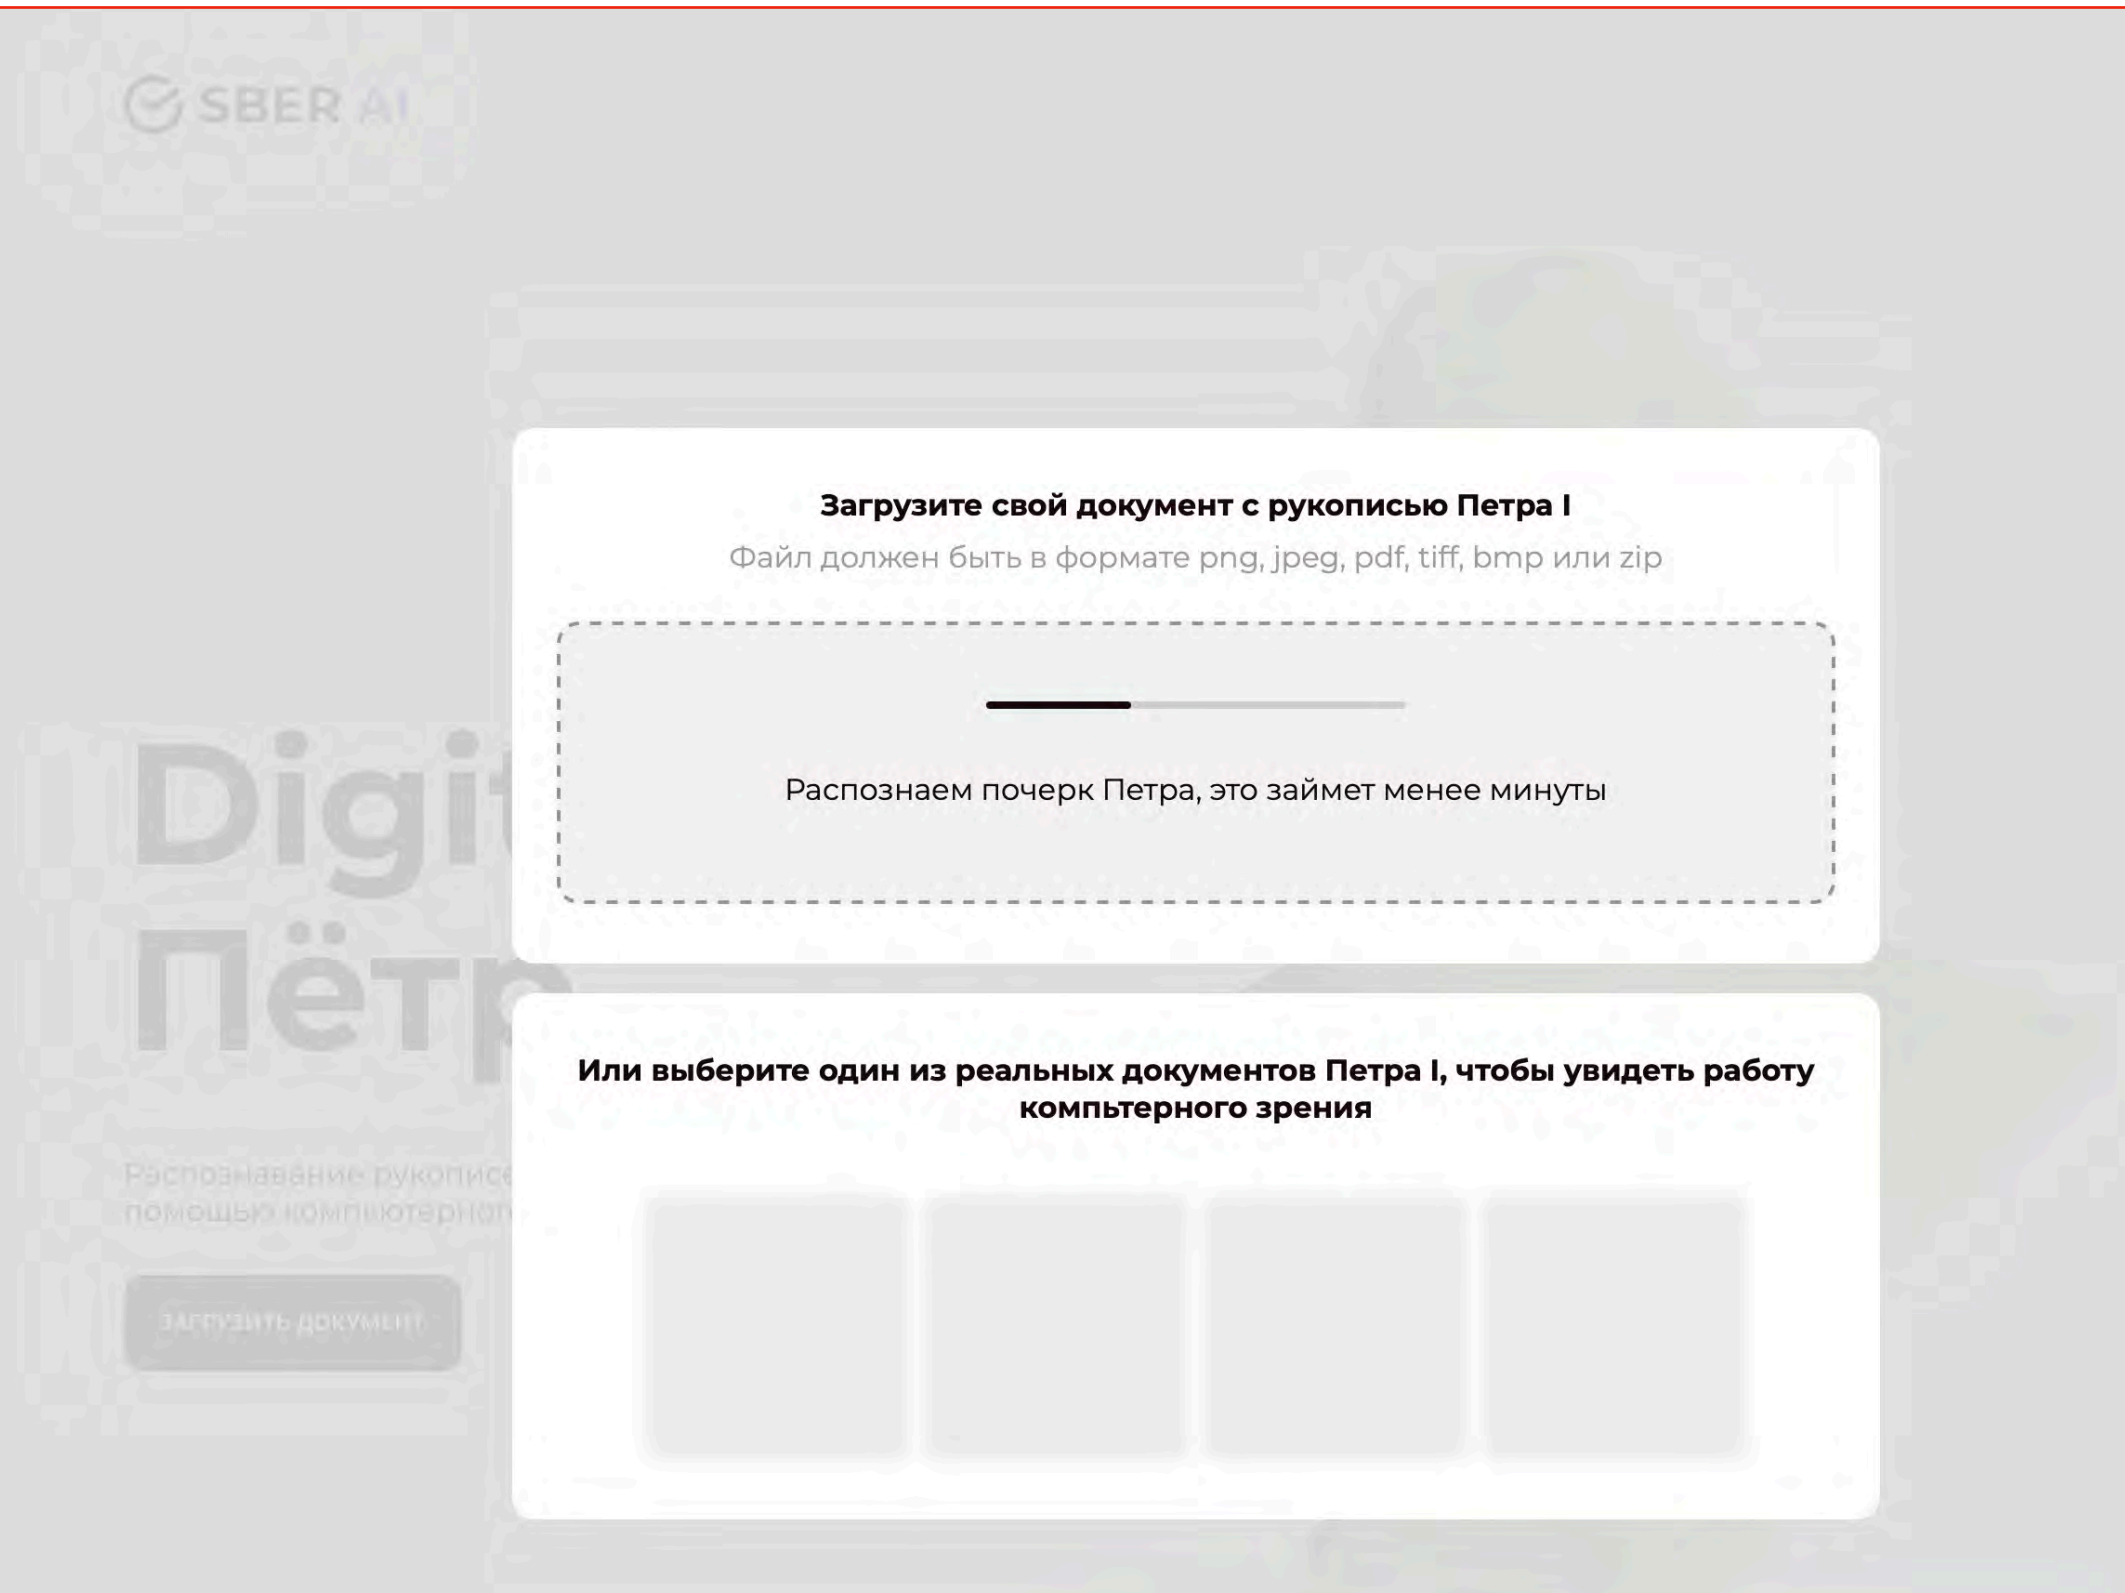 SBER AI
Загрузите свой документ с рукописью Петра I
Файл должен быть в формате png, jpeg, pdf, tiff, bmp или zip
Распознаем почерк Петра, это займет менее минуты
Digit
Пётр
Или выберите один из реальных документов Петра I, чтобы увидеть работу
компьтерного зрения
Распознавание рукописе
помощью компьютерног
ЗАГРУЗИТЬ ДОКУМЕНТ